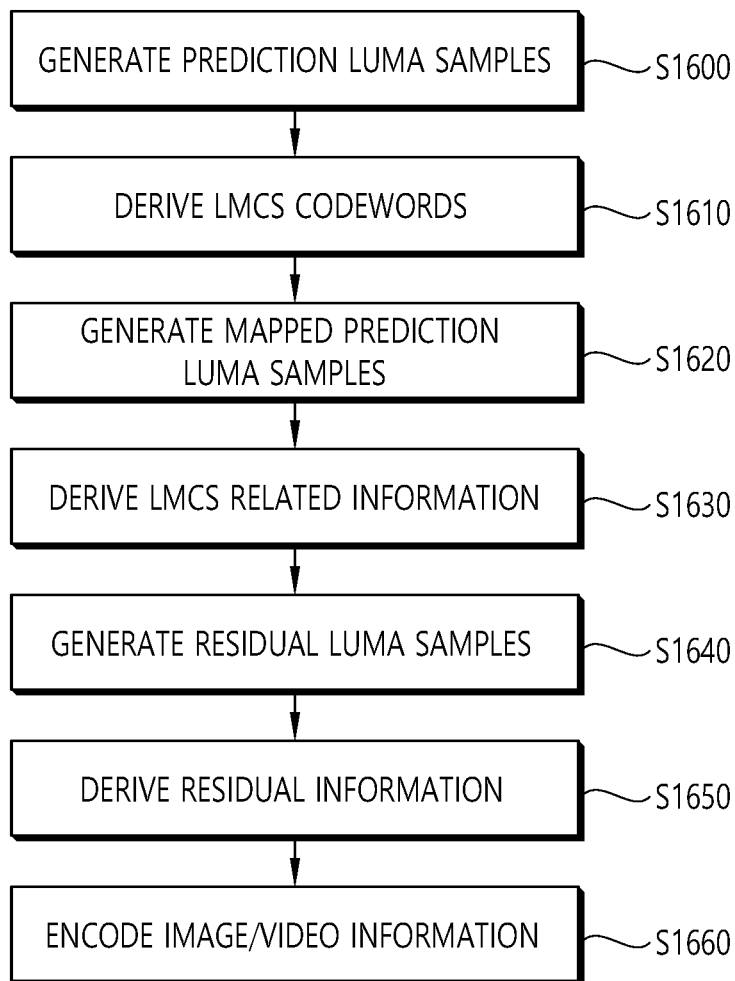 GENERATE PREDICTION LUMA SAMPLES
S1600
DERIVE LMCS CODEWORDS
S1610
GENERATE MAPPED PREDICTION
LUMA SAMPLES
S1620
DERIVE LMCS RELATED INFORMATION
S1630
GENERATE RESIDUAL LUMA SAMPLES
S1640
DERIVE RESIDUAL INFORMATION
S1650
ENCODE IMAGE/VIDEO INFORMATION
S1660